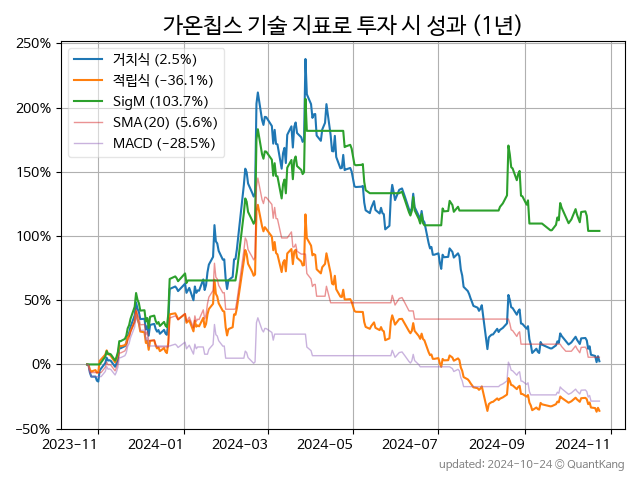 가온칩스 기술 지표로 투자 시 성과 (1년)
250%
200%
150%
100%
50%
0%
−50%
거치식 (2.5%)
적립식 (−36.1%)
SigM (103.7%)
SMA(20) (5.6%)
MACD (−28.5%)
2023-11 2024-01 2024-03 2024-05 2024-07 2024-09 2024-11
updated: 2024-10-24 © QuantKang